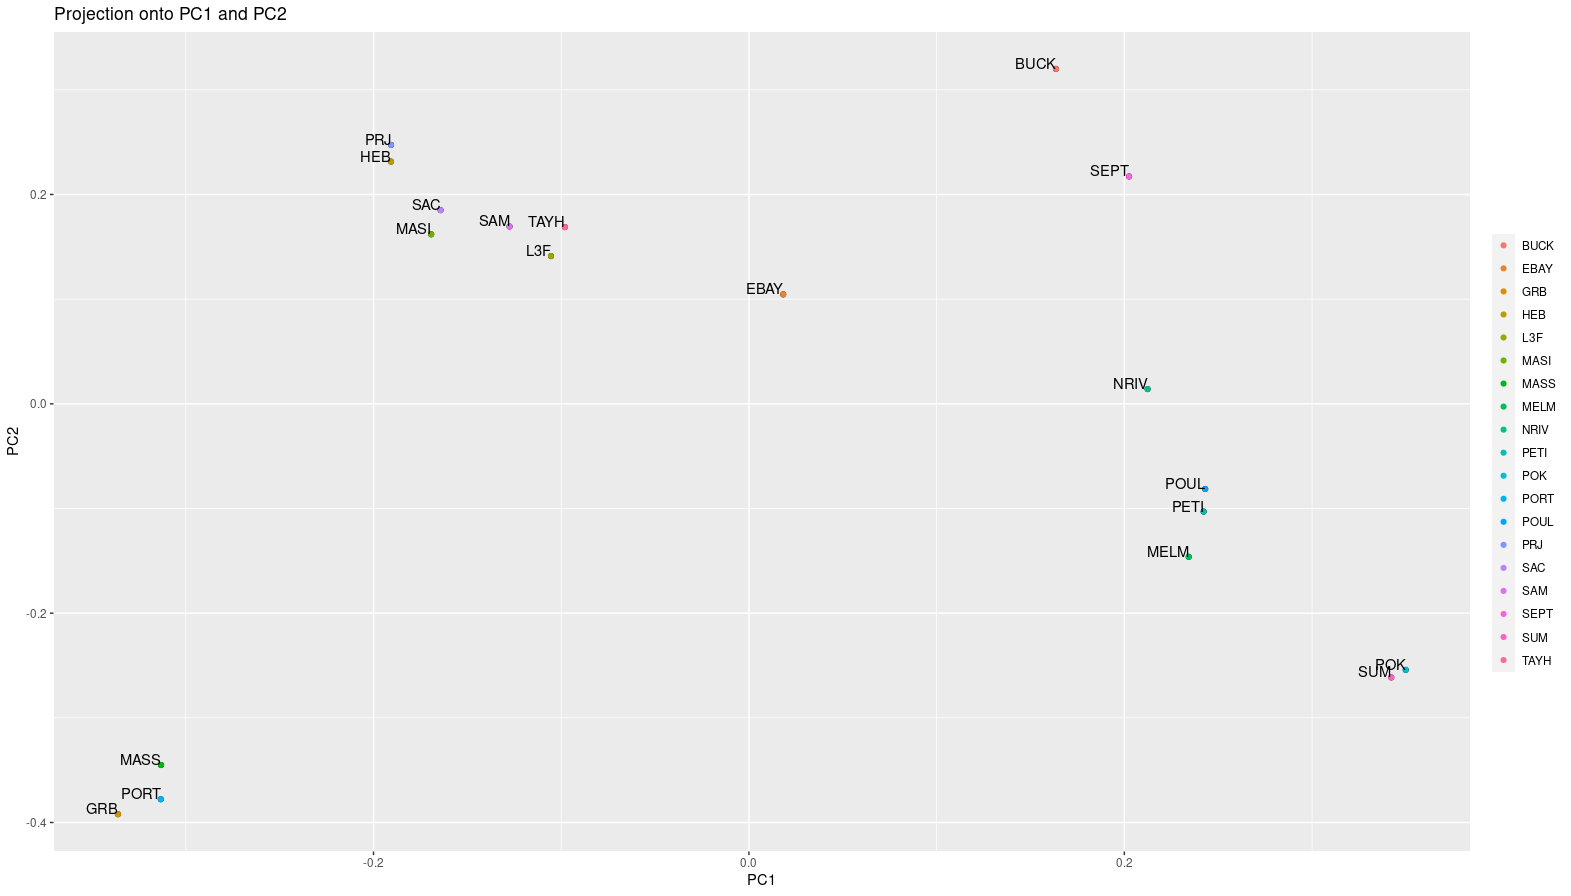 Projection onto PC1 and PC2
BUCK
PRJ
HEB
SEPT
SAC
MASI
SAM
TAYH
L3F
EBAY
NRIV
POUL
PETI
MELM
POK
SUM
MASS
PORT
GRB
0.2
0.0
-0.2
-0.4
PC2
-0.2
0.0
0.2
PC1
BUCK
EBAY
GRB
HEB
L3F
MASI
MASS
MELM
NRIV
PETI
POK
PORT
POUL
PRJ
SAC
SAM
SEPT
SUM
TAYH